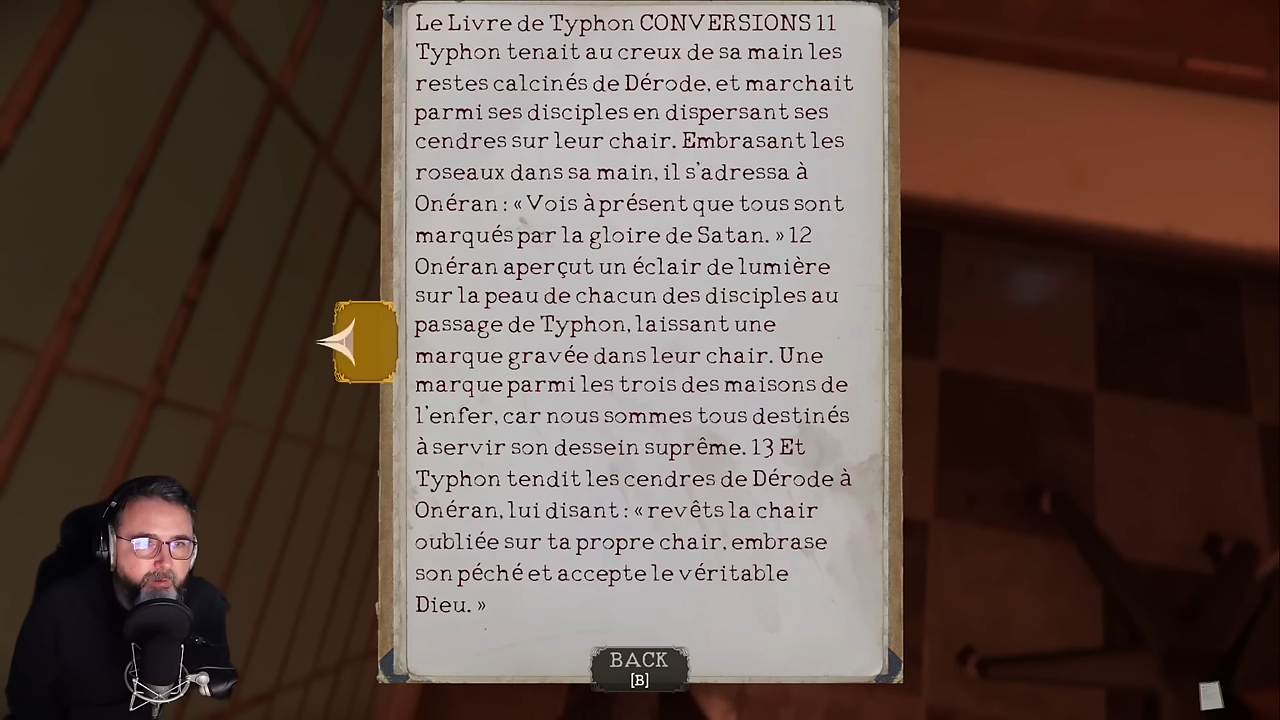 Le Livre de Typhon CONVERSIONS 11
Typhon tenait au creux de sa main les
restes calcinés de Dérode, et marchait
parmi ses disciples en dispersant ses
cendres sur leur chair. Embrasant les
roseaux dans sa main, il s'adressa à
Onéran : « Vois à présent que tous sont
marqués par la gloire de Satan. » 12
Onéran aperçut un éclair de lumière
sur la peau de chacun des disciples au
passage de Typhon, laissant une
marque gravée dans leur chair. Une
marque parmi les trois des maisons de
l'enfer, car nous sommes tous destinés
à servir son dessein suprême. 13 Et
Typhon tendit les cendres de Dérode à
Onéran, lui disant : « revêts la chair
oubliée sur ta propre chair, embrase
son péché et accepte le véritable
Dieu. »
BACK
[B]